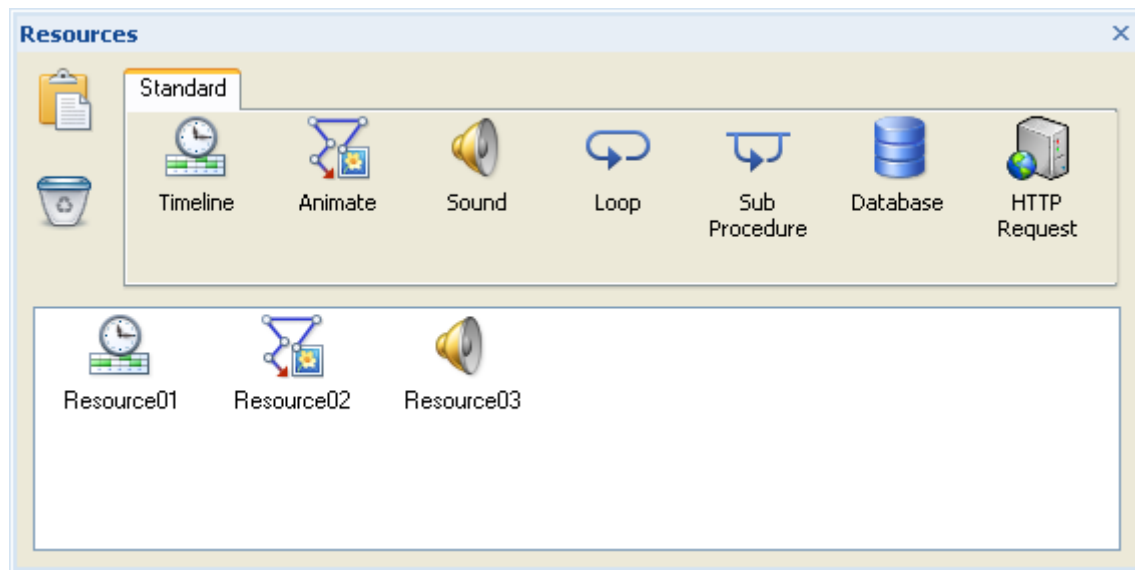 Resources
Standard
Timeline Animate Sound Loop Sub Procedure Database HTTP Request
Resource01 Resource02 Resource03